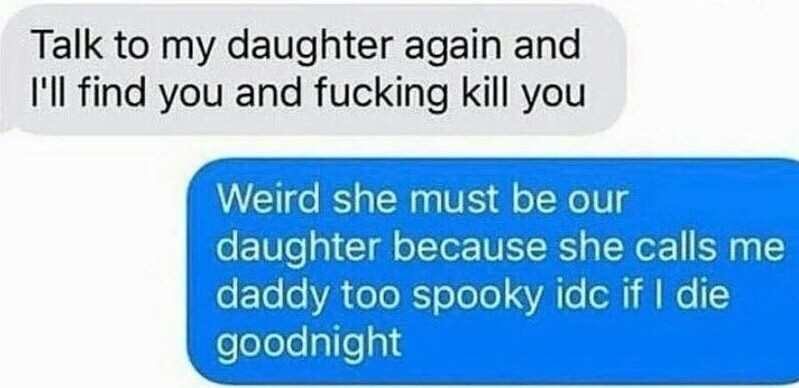 Talk to my daughter again and
I'll find you and fucking kill you
Weird she must be our
daughter because she calls me
daddy too spooky idc if I die
goodnight